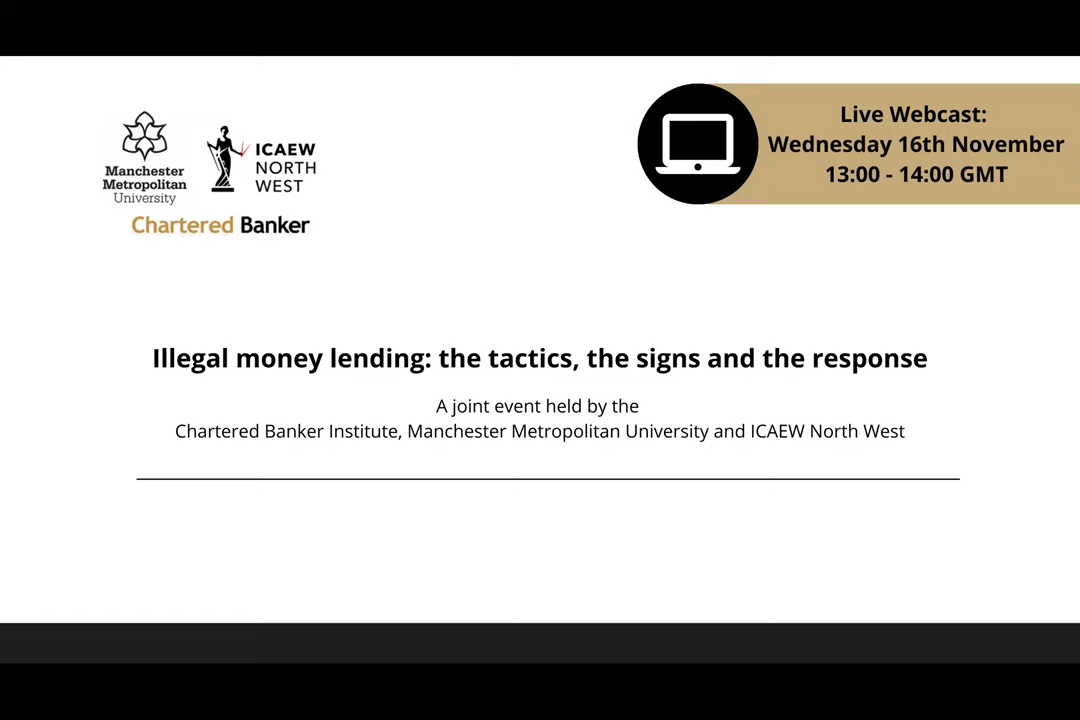 Manchester
Metropolitan
University
ICAEW
NORTH
WEST
Chartered Banker
Live Webcast:
Wednesday 16th November
13:00 - 14:00 GMT
Illegal money lending: the tactics, the signs and the response
A joint event held by the
Chartered Banker Institute, Manchester Metropolitan University and ICAEW North West